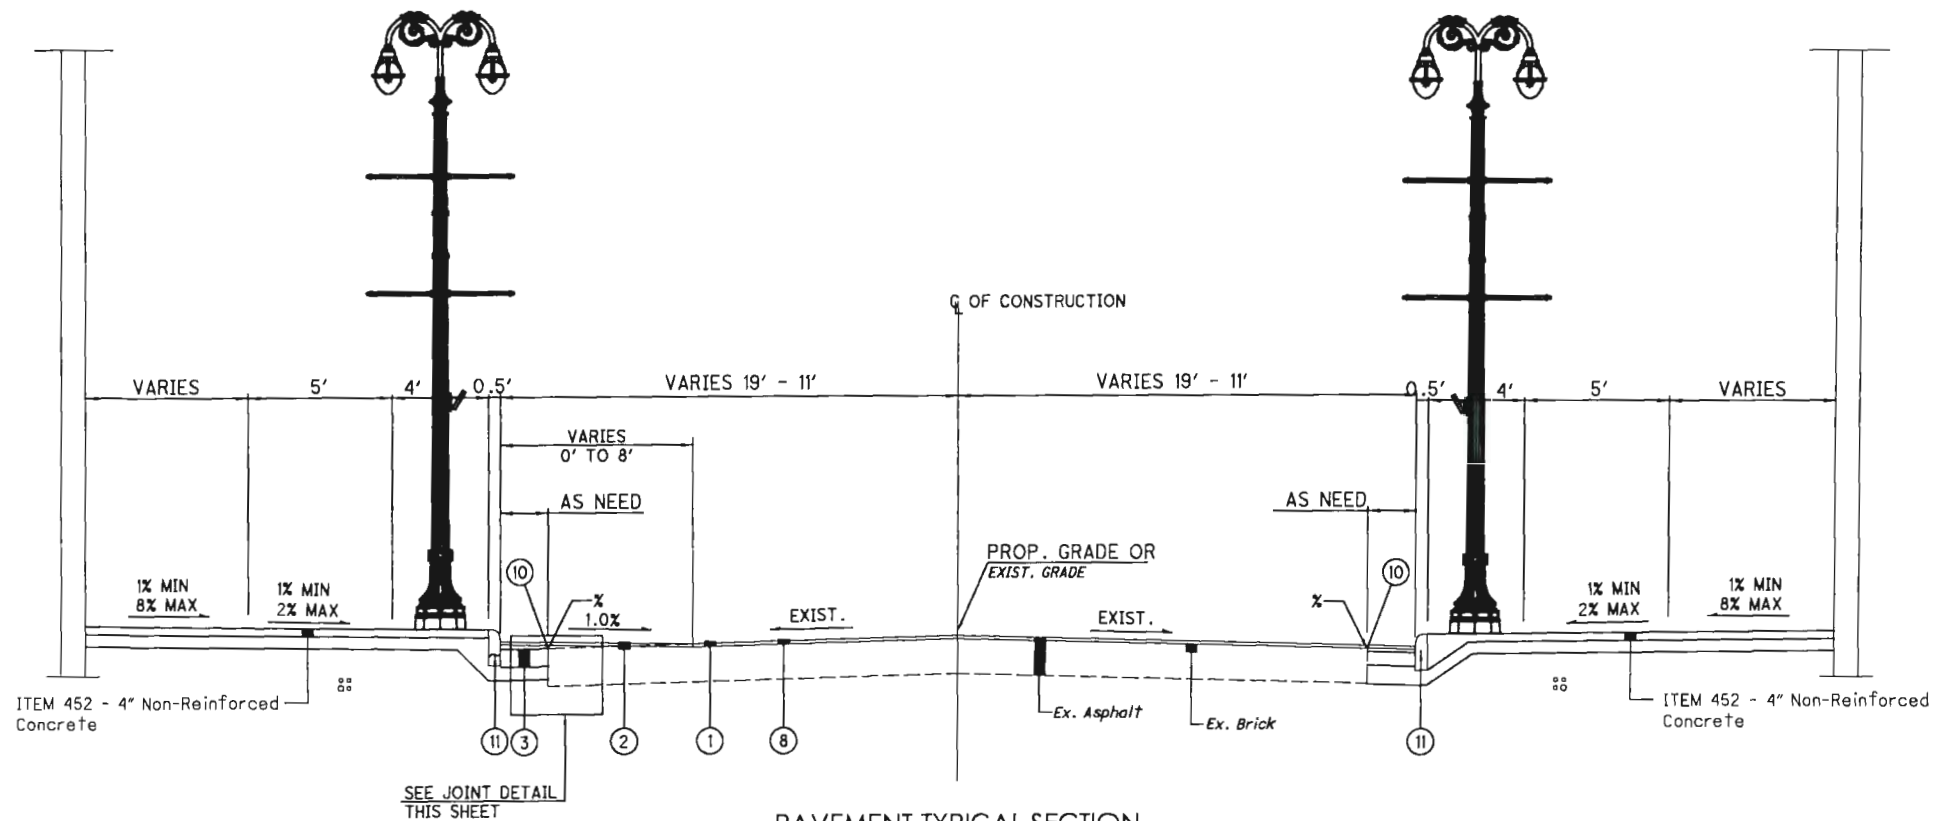 ℄ OF CONSTRUCTION
VARIES
5'
4'
0.5'
VARIES 19' - 11'
VARIES 19' - 11'
0.5'
4'
5'
VARIES
VARIES
0' TO 8'
AS NEED
AS NEED
PROP. GRADE OR
EXIST. GRADE
10
10
1% MIN
8% MAX
1% MIN
2% MAX
%
1.0%
EXIST.
EXIST.
%
1% MIN
2% MAX
1% MIN
8% MAX
ITEM 452 - 4" Non-Reinforced
Concrete
Ex. Asphalt
Ex. Brick
ITEM 452 - 4" Non-Reinforced
Concrete
11
3
2
1
8
11
SEE JOINT DETAIL
THIS SHEET
PAVEMENT TYPICAL SECTION